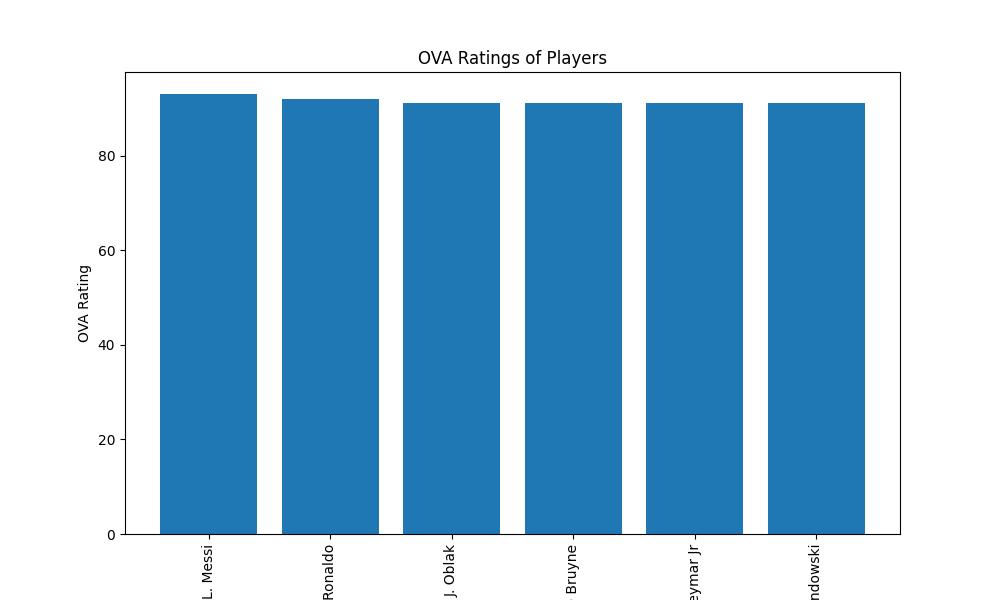 OVA Ratings of Players
OVA Rating
80
60
40
20
0
L. Messi
Ronaldo
J. Oblak
Bruyne
eymar Jr
ndowski